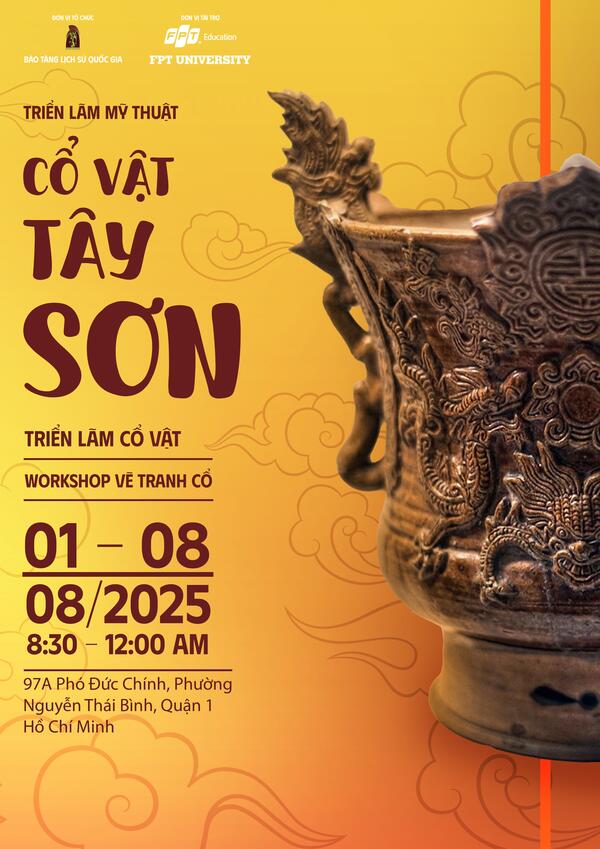 ĐƠN VỊ TỔ CHỨC
BẢO TÀNG LỊCH SỬ QUỐC GIA
ĐƠN VỊ TÀI TRỢ
FPT Education
FPT UNIVERSITY
TRIỂN LÃM MỸ THUẬT
CỔ VẬT
TÂY
SƠN
TRIỂN LÃM CỔ VẬT
WORKSHOP VẼ TRANH CỔ
01 – 08
08/2025
8:30 – 12:00 AM
97A Phó Đức Chính, Phường
Nguyễn Thái Bình, Quận 1
Hồ Chí Minh